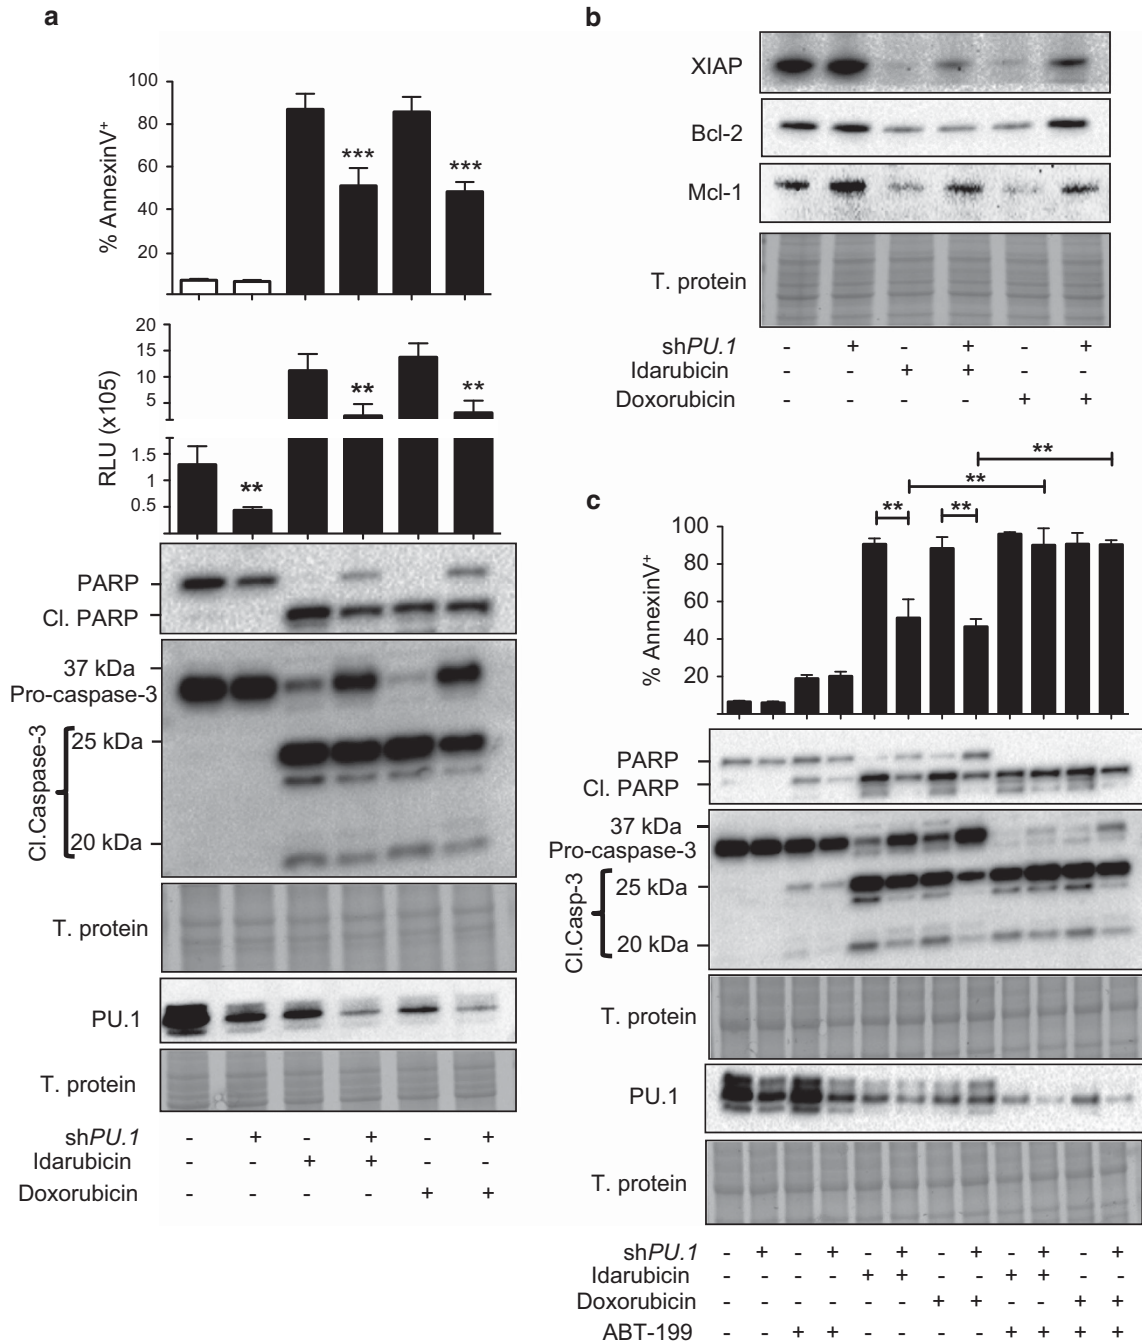 a
% AnnexinV+
100
80
60
40
20
***
***
RLU (x105)
20
15
10
5
1.5
1
0.5
**
**
**
PARP
Cl. PARP
37 kDa
Pro-caspase-3
Cl.Caspase-3
25 kDa
20 kDa
T. protein
PU.1
T. protein
shPU.1 - + - + - +
Idarubicin - - + + - -
Doxorubicin - - - - + +
b
XIAP
Bcl-2
Mcl-1
T. protein
shPU.1 - + - + - +
Idarubicin - - + + - -
Doxorubicin - - - - + +
c
**
**
**
**
% AnnexinV+
100
80
60
40
20
PARP
Cl. PARP
37 kDa
Pro-caspase-3
Cl.Casp-3
25 kDa
20 kDa
T. protein
PU.1
T. protein
shPU.1 - + - + - + - + - + - +
Idarubicin - - - - + + - - + + - -
Doxorubicin - - - - - - + + - - + +
ABT-199 - - + + - - - - + + + +